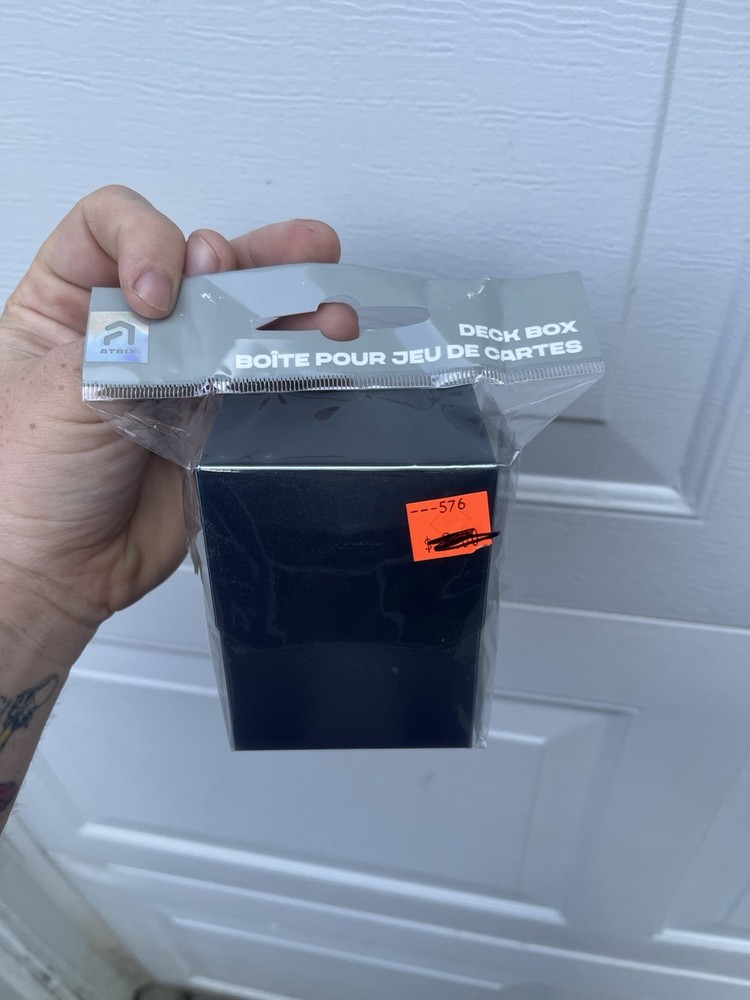 ATRIX
DECK BOX
BOÎTE POUR JEU DE CARTES
---576